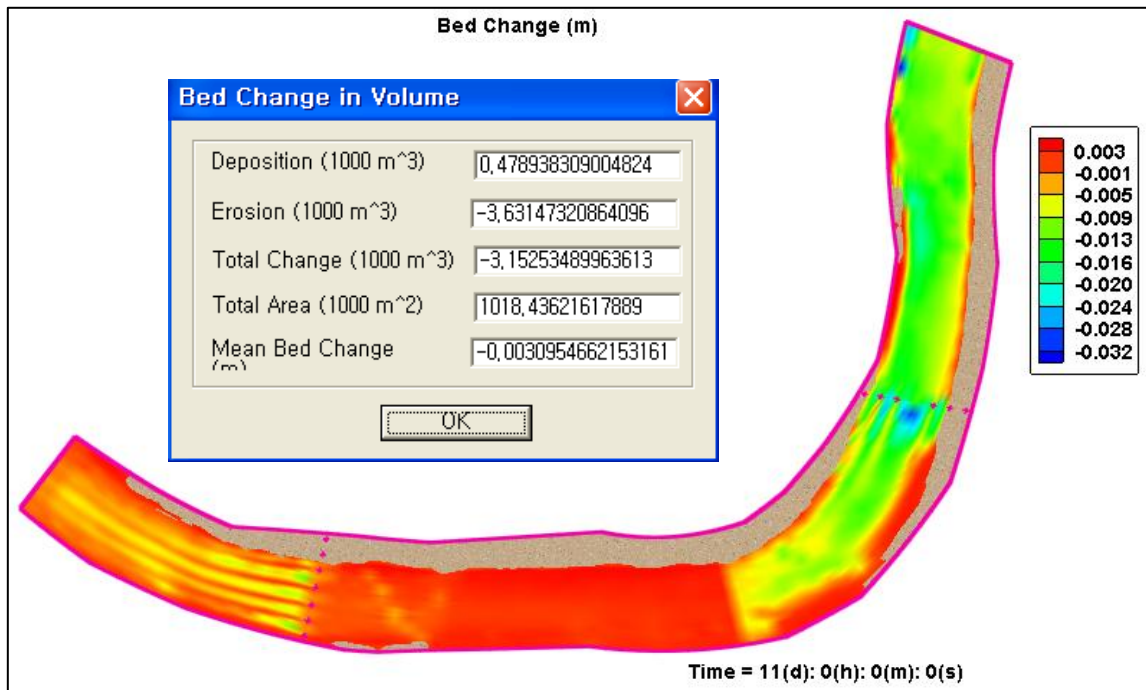 Bed Change (m)
Bed Change in Volume
Deposition (1000 m^3) 0,478938309004824
Erosion (1000 m^3) -3,63147320864096
Total Change (1000 m^3) -3,15253489963613
Total Area (1000 m^2) 1018,43621617889
Mean Bed Change -0,00309546621531​61
(m)
OK
0.003
-0.001
-0.005
-0.009
-0.013
-0.016
-0.020
-0.024
-0.028
-0.032
Time = 11(d): 0(h): 0(m): 0(s)